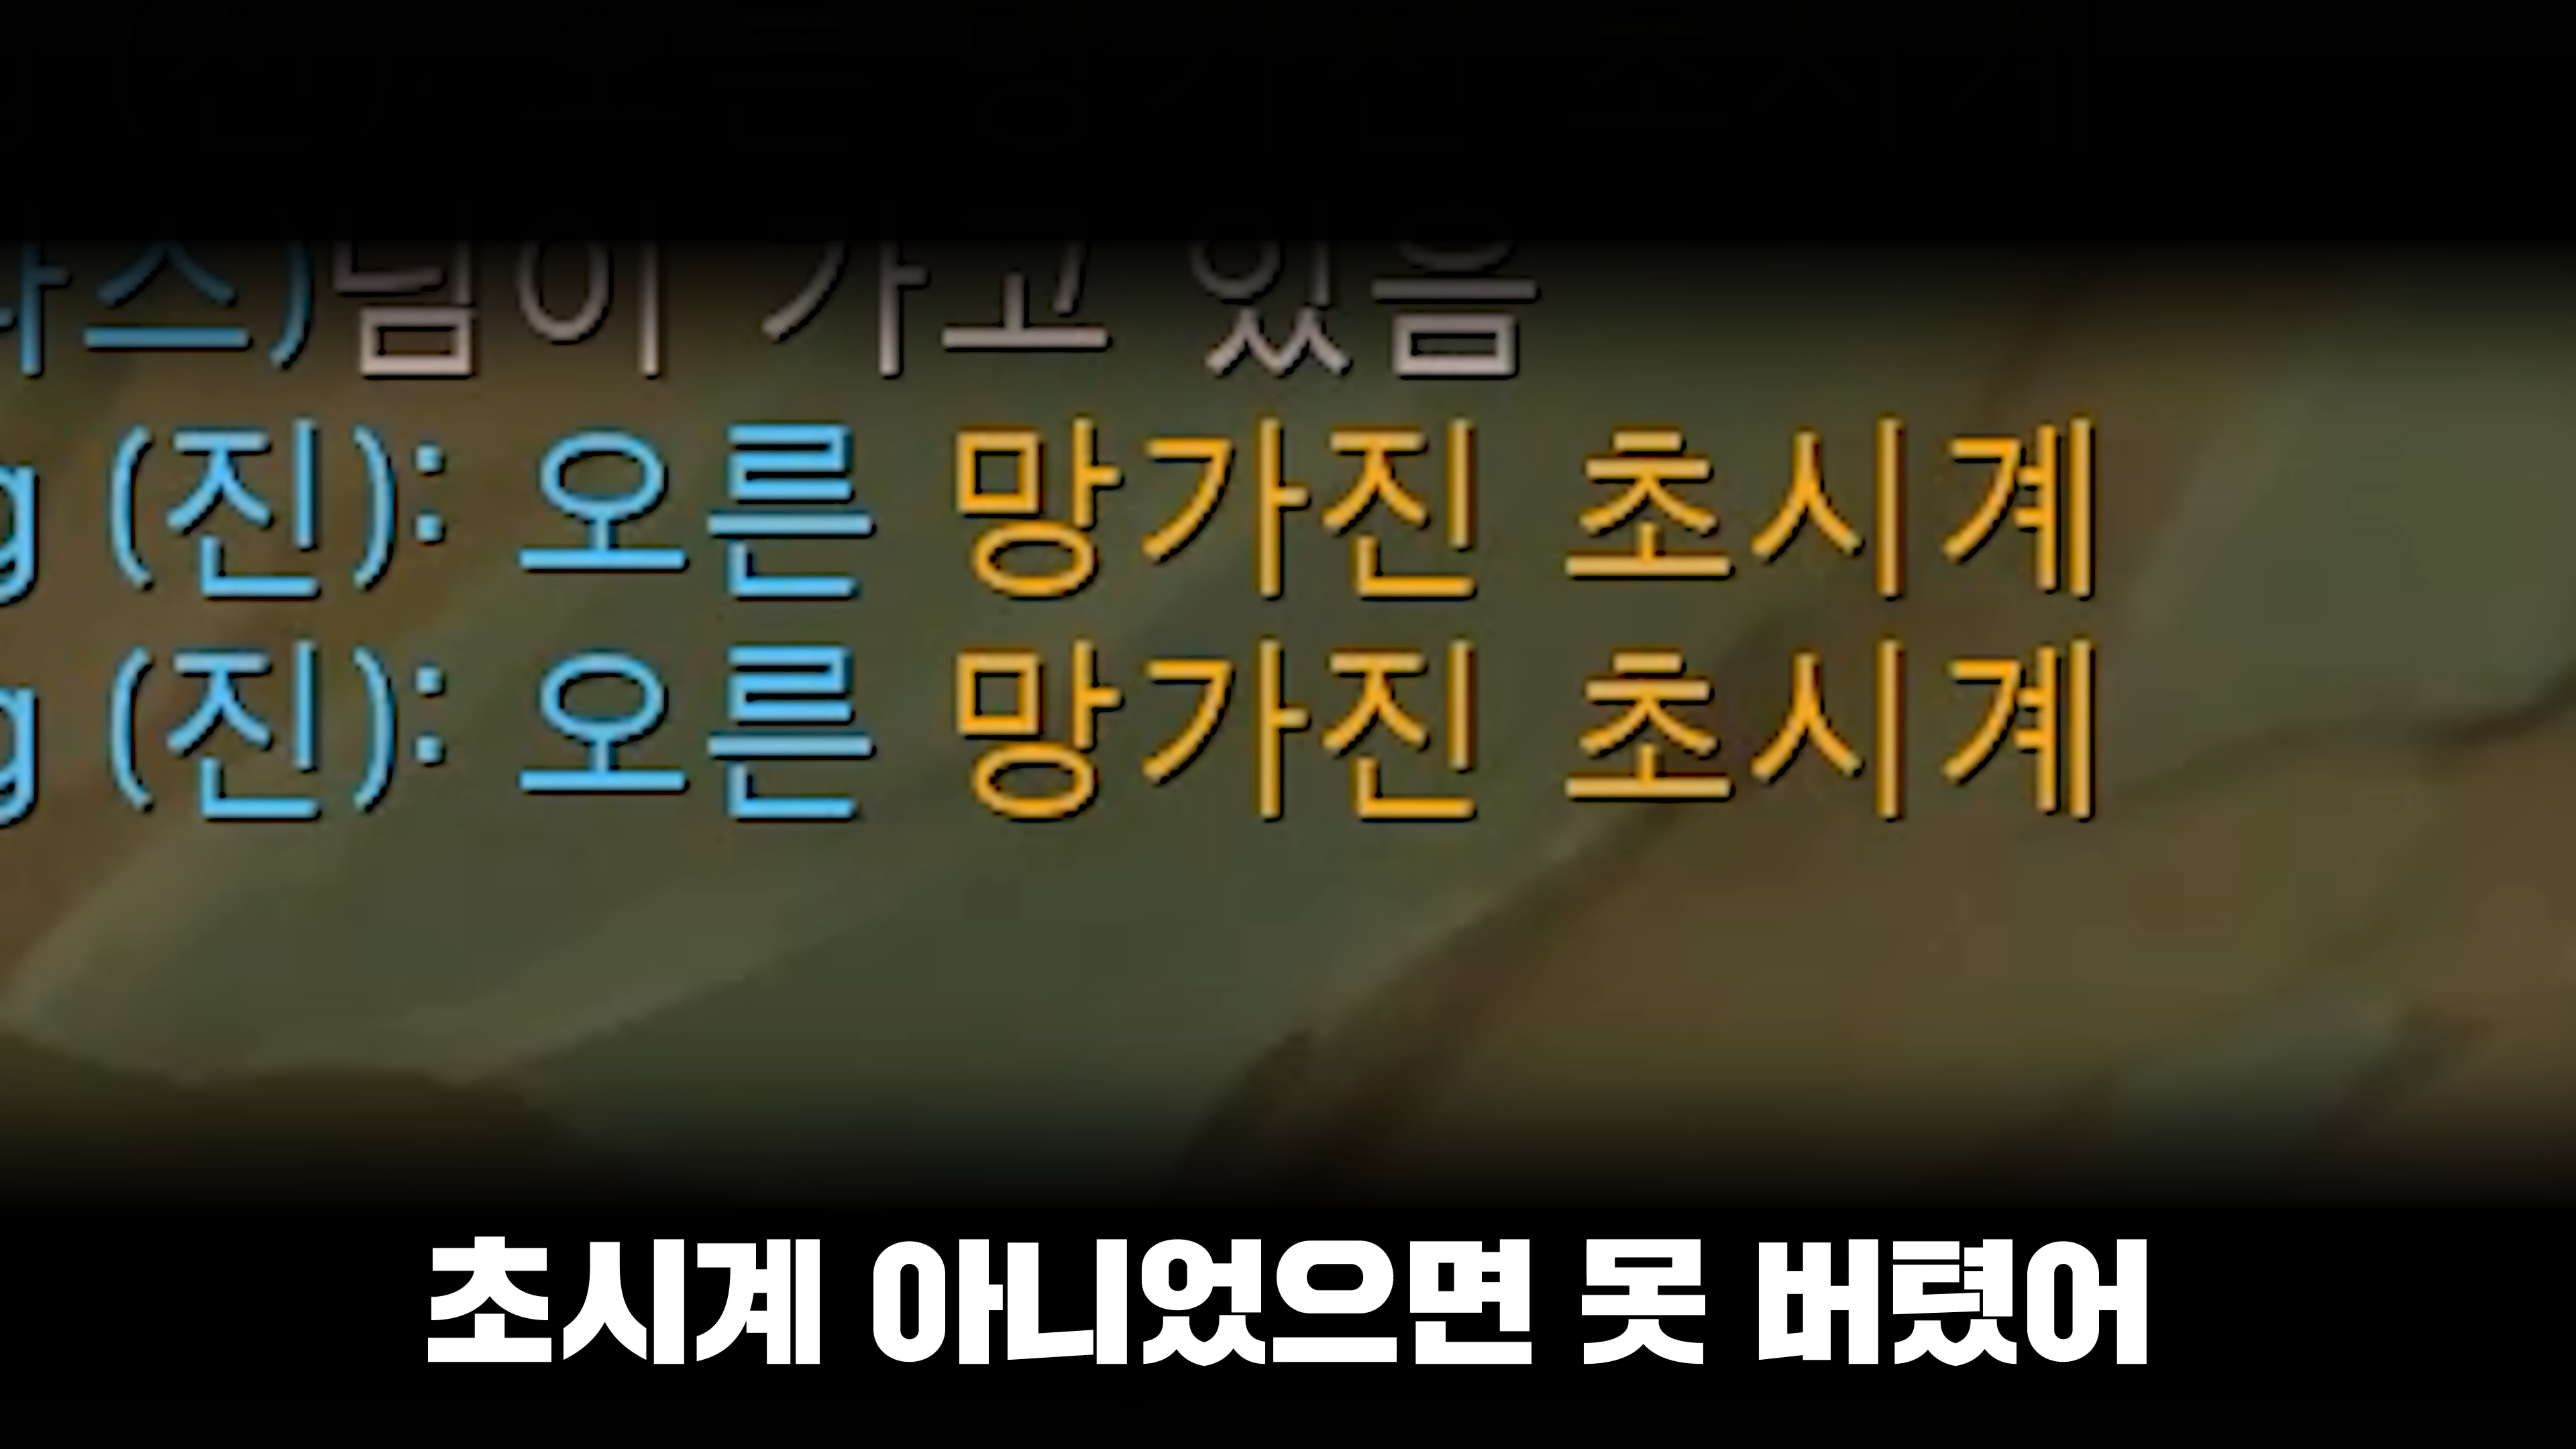 스)님이 가고 있음
g (진): 오른 망가진 초시계
g (진): 오른 망가진 초시계
초시계 아니었으면 못 버텼어